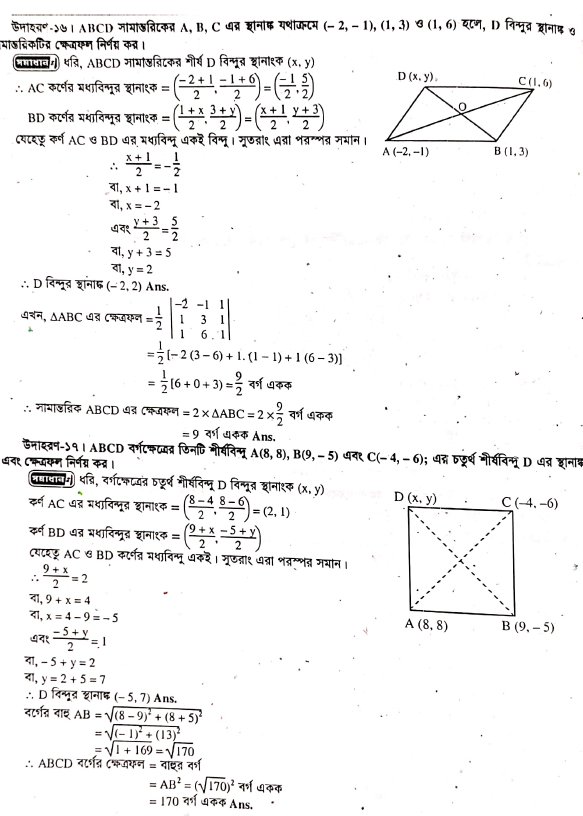 উদাহরণ-১৬। ABCD সামান্তরিকের A, B, C এর স্থানাঙ্ক যথাক্রমে (– 2, – 1), (1, 3) ও (1, 6) হলে, D বিন্দুর স্থানাঙ্ক ও
মান্তরিকটির ক্ষেত্রফল নির্ণয় কর।
সমাধান : ধরি, ABCD সামান্তরিকের শীর্ষ D বিন্দুর স্থানাংক (x, y)
∴ AC কর্ণের মধ্যবিন্দুর স্থানাংক = ((–2 + 1)/2, (–1 + 6)/2) = (–1/2, 5/2)
BD কর্ণের মধ্যবিন্দুর স্থানাংক = ((1 + x)/2, (3 + y)/2) = ((x + 1)/2, (y + 3)/2)
যেহেতু কর্ণ AC ও BD এর মধ্যবিন্দু একই বিন্দু। সুতরাং এরা পরস্পর সমান।
∴ (x + 1)/2 = – 1/2
বা, x + 1 = – 1
বা, x = – 2
এবং (y + 3)/2 = 5/2
বা, y + 3 = 5
বা, y = 2
∴ D বিন্দুর স্থানাঙ্ক (– 2, 2) Ans.
D (x, y)
C (1, 6)
O
A (–2, –1)
B (1, 3)
এখন, ΔABC এর ক্ষেত্রফল = 1/2 |–2 –1 1|
|1 3 1|
|1 6 1|
= 1/2 [– 2 (3 – 6) + 1. (1 – 1) + 1 (6 – 3)]
= 1/2 [6 + 0 + 3) = 9/2 বর্গ একক
∴ সামান্তরিক ABCD এর ক্ষেত্রফল = 2 × ΔABC = 2 × 9/2 বর্গ একক
= 9 বর্গ একক Ans.
উদাহরণ-১৭। ABCD বর্গক্ষেত্রের তিনটি শীর্ষবিন্দু A(8, 8), B(9, – 5) এবং C(– 4, – 6); এর চতুর্থ শীর্ষবিন্দু D এর স্থানাঙ্ক
এবং ক্ষেত্রফল নির্ণয় কর।
সমাধান : ধরি, বর্গক্ষেত্রের চতুর্থ শীর্ষবিন্দু D বিন্দুর স্থানাংক (x, y)
কর্ণ AC এর মধ্যবিন্দুর স্থানাংক = ((8 – 4)/2, (8 – 6)/2) = (2, 1)
কর্ণ BD এর মধ্যবিন্দুর স্থানাংক = ((9 + x)/2, (–5 + y)/2)
যেহেতু AC ও BD কর্ণের মধ্যবিন্দু একই। সুতরাং এরা পরস্পর সমান।
∴ (9 + x)/2 = 2
বা, 9 + x = 4
বা, x = 4 – 9 = – 5
এবং (–5 + y)/2 = 1
বা, – 5 + y = 2
বা, y = 2 + 5 = 7
∴ D বিন্দুর স্থানাঙ্ক (– 5, 7) Ans.
D (x, y)
C (–4, –6)
A (8, 8)
B (9, – 5)
বর্গের বাহু AB = √((8 – 9)² + (8 + 5)²)
= √((– 1)² + (13)²)
= √(1 + 169) = √170
∴ ABCD বর্গের ক্ষেত্রফল = বাহুর বর্গ
= AB² = (√170)² বর্গ একক
= 170 বর্গ একক Ans.